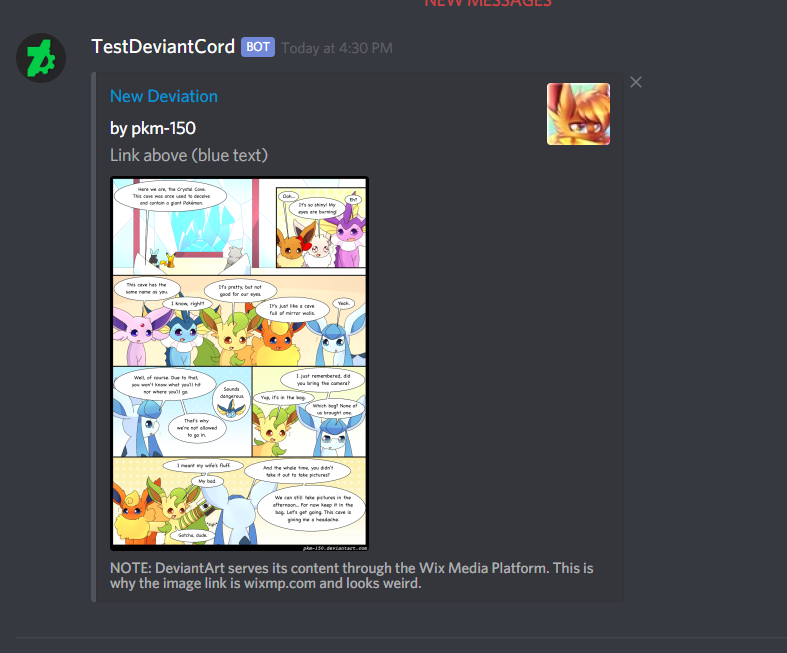 NEW MESSAGES
TestDeviantCord BOT Today at 4:30 PM
New Deviation
by pkm-150
Link above (blue text)
Here we are, the Crystal Cave.
This cave was once used to deceive
and contain a giant Pokémon.
Ooh...
It's so shiny! My
eyes are burning!
Eh?
This cave has the
same name as you.
I know, right?
It's pretty, but not
good for our eyes.
It's just like a cave
full of mirror walls.
Yeah.
Well, of course. Due to that,
you won't know what you'll hit
nor where you'll go.
Sounds
dangerous.
That's why
we're not allowed
to go in.
I just remembered, did
you bring the camera?
Yup, it's in the bag.
Which bag? None of
us brought one.
I meant my wife's fluff.
My bad.
And the whole time, you didn't
take it out to take pictures?
We can still take pictures in the
afternoon... For now keep it in the
bag. Let's get going. This cave is
giving me a headache.
Gotcha, dude.
pkm-150.deviantart.com
NOTE: DeviantArt serves its content through the Wix Media Platform. This is
why the image link is wixmp.com and looks weird.